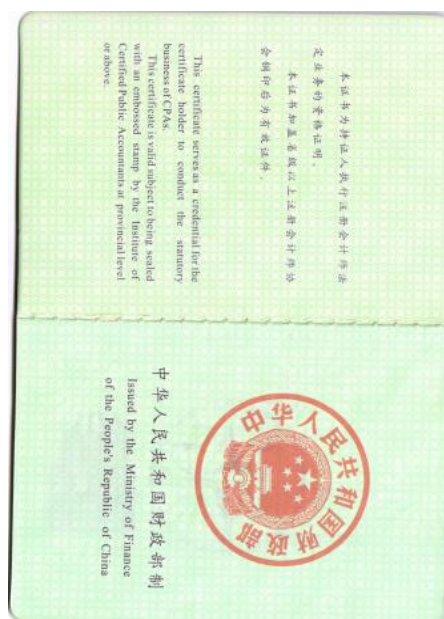 本证书为持证人执行注册会计师法
定业务的资格证明。
本证书加盖省级以上注册会计师协
会钢印后为有效证件。
This certificate serves as a credential for the
certificate holder to conduct the statutory
business of CPAs.
This certificate is valid subject to being sealed
with an embossed stamp by the Institute of
Certified Public Accountants at provincial level
or above.
中华人民共和国财政部
中华人民共和国财政部制
Issued by the Ministry of Finance
of the People's Republic of China